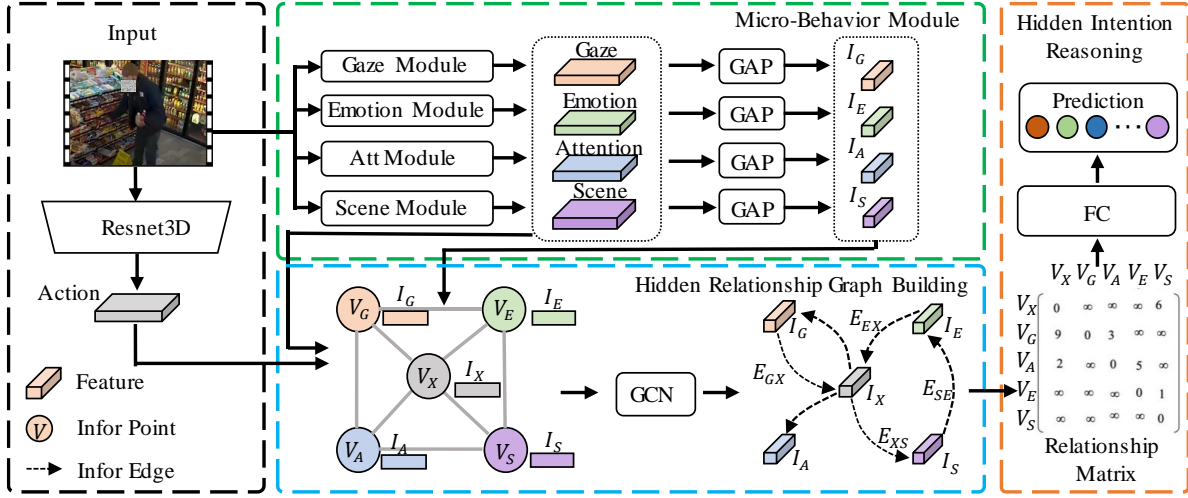 Input
Resnet3D
Action
Feature
V Infor Point
Infor Edge
Micro-Behavior Module
Gaze Module
Emotion Module
Att Module
Scene Module
Gaze
Emotion
Attention
Scene
GAP
GAP
GAP
GAP
I_G
I_E
I_A
I_S
Hidden Relationship Graph Building
V_G I_G
V_E I_E
V_X I_X
V_A I_A
V_S I_S
GCN
I_G
E_EX
I_E
E_GX
I_X
E_SE
E_XS
I_A
I_S
Hidden Intention
Reasoning
Prediction
...
FC
V_X V_G V_A V_E V_S
V_X 0 ∞ ∞ ∞ 6
V_G 9 0 3 ∞ ∞
V_A 2 ∞ 0 5 ∞
V_E ∞ ∞ ∞ 0 1
V_S ∞ ∞ ∞ ∞ 0
Relationship
Matrix